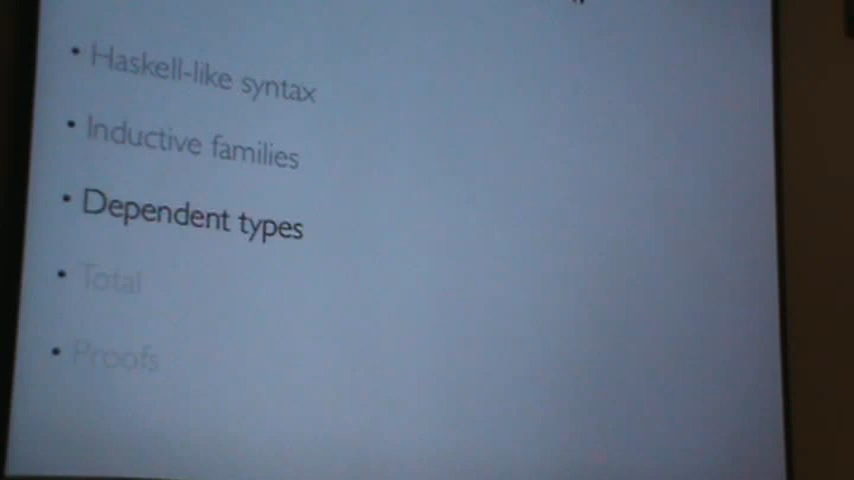 • Haskell-like syntax
• Inductive families
• Dependent types
• Total
• Proofs